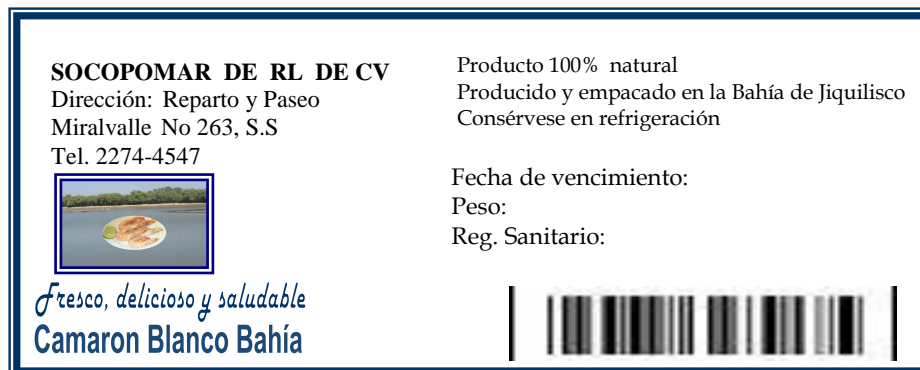 SOCOPOMAR DE RL DE CV
Dirección: Reparto y Paseo
Miralvalle No 263, S.S
Tel. 2274-4547
Fresco, delicioso y saludable
Camaron Blanco Bahía
Producto 100% natural
Producido y empacado en la Bahía de Jiquilisco
Consérvese en refrigeración
Fecha de vencimiento:
Peso:
Reg. Sanitario: